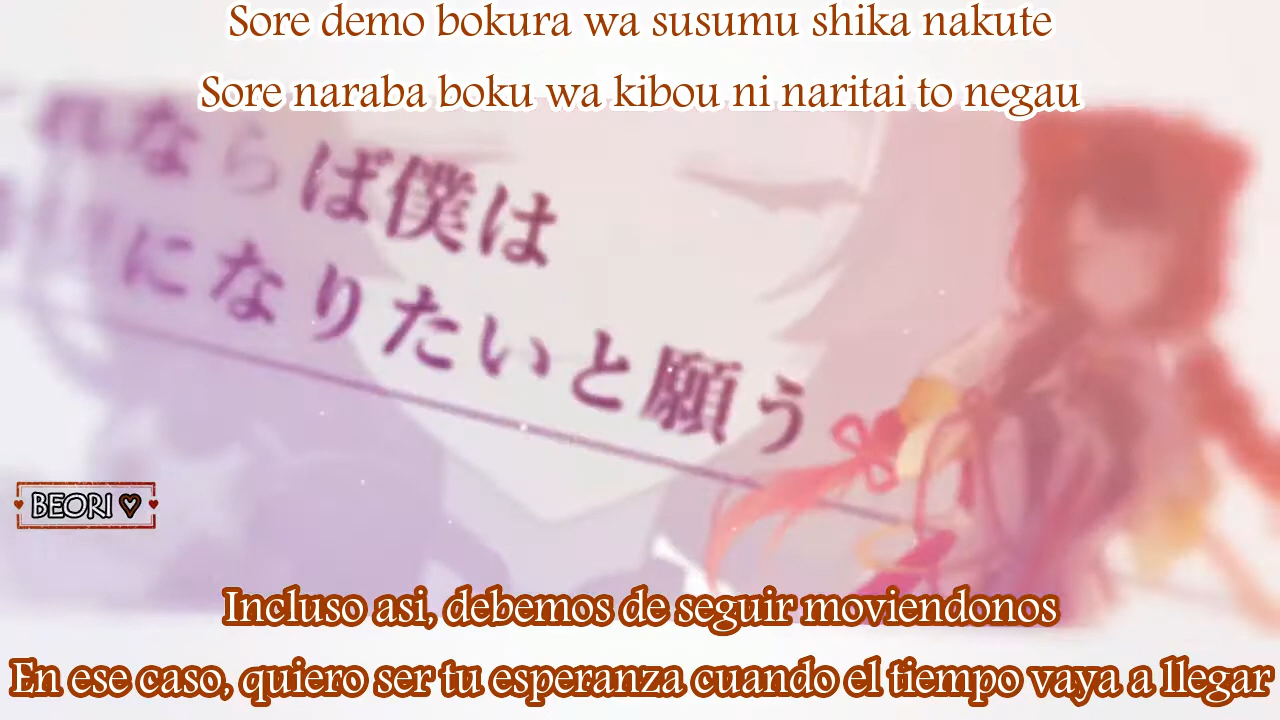 Sore demo bokura wa susumu shika nakute
Sore naraba boku wa kibou ni naritai to negau
ならば僕は
になりたいと願う
BEORI
Incluso asi, debemos de seguir moviendonos
En ese caso, quiero ser tu esperanza cuando el tiempo vaya a llegar